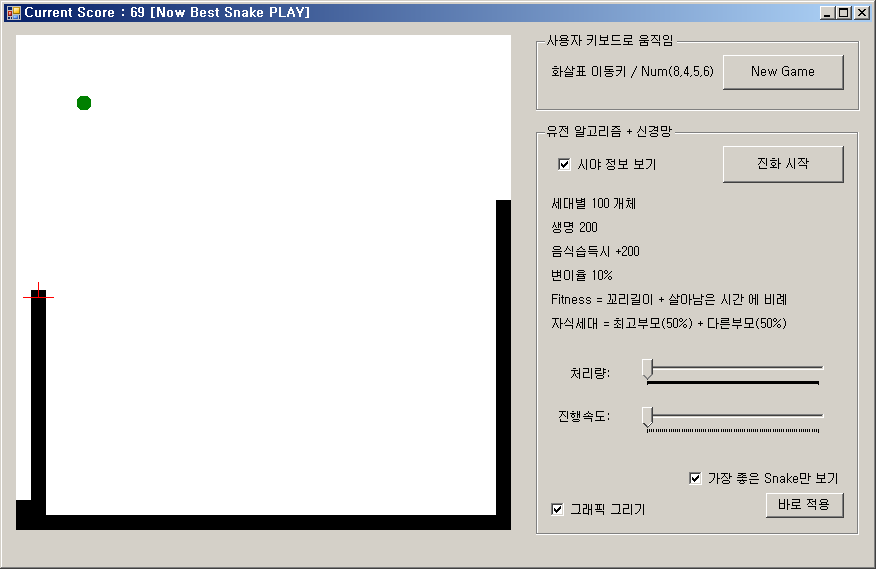 Current Score : 69 [Now Best Snake PLAY]
사용자 키보드로 움직임
화살표 이동키 / Num(8,4,5,6)
New Game
유전 알고리즘 + 신경망
시야 정보 보기
진화 시작
세대별 100 개체
생명 200
음식습득시 +200
변이율 10%
Fitness = 꼬리길이 + 살아남은 시간 에 비례
자식세대 = 최고부모(50%) + 다른부모(50%)
처리량:
진행속도:
가장 좋은 Snake만 보기
그래픽 그리기
바로 적용